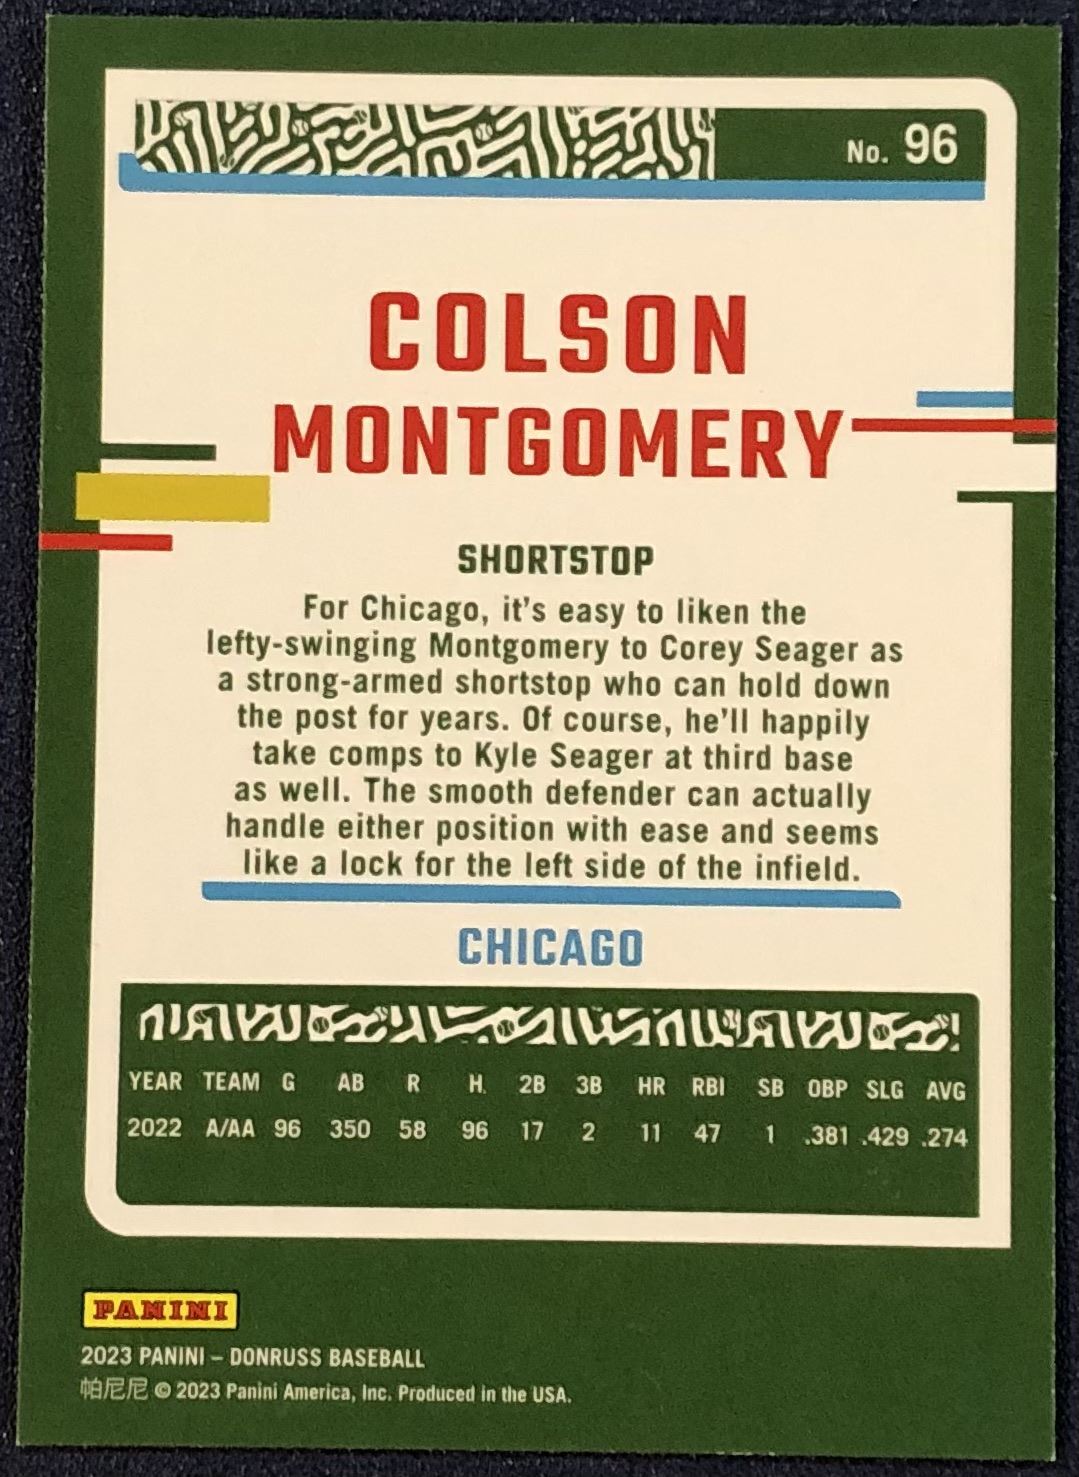 No. 96
COLSON
MONTGOMERY
SHORTSTOP
For Chicago, it's easy to liken the
lefty-swinging Montgomery to Corey Seager as
a strong-armed shortstop who can hold down
the post for years. Of course, he'll happily
take comps to Kyle Seager at third base
as well. The smooth defender can actually
handle either position with ease and seems
like a lock for the left side of the infield.
CHICAGO
YEAR TEAM G AB R H 2B 3B HR RBI SB OBP SLG AVG
2022 A/AA 96 350 58 96 17 2 11 47 1 .381 .429 .274
PANINI
2023 PANINI – DONRUSS BASEBALL
帕尼尼 © 2023 Panini America, Inc. Produced in the USA.